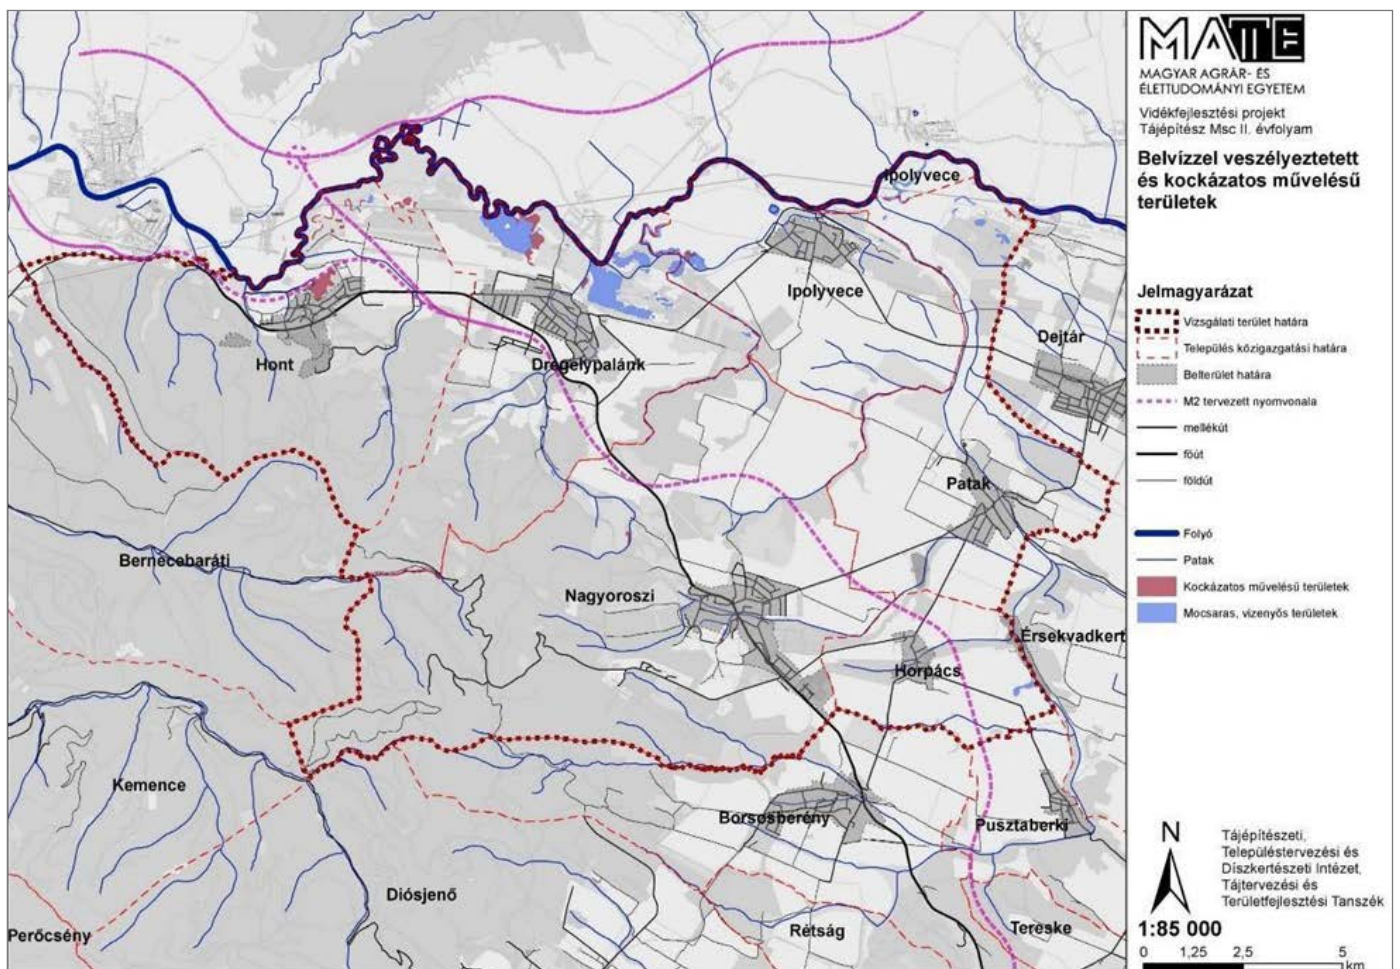 MATE
MAGYAR AGRÁR- ÉS
ÉLETTUDOMÁNYI EGYETEM
Vidékfejlesztési projekt
Tájépítész Msc II. évfolyam
Belvízzel veszélyeztetett
és kockázatos művelésű
területek
Jelmagyarázat
Vizsgálati terület határa
Település közigazgatási határa
Belterület határa
M2 tervezett nyomvonala
mellékút
főút
földút
Folyó
Patak
Kockázatos művelésű területek
Mocsaras, vizenyős területek
N
1:85 000
0 1,25 2,5 5
km
Tájépítészeti,
Településtervezési és
Díszkertészeti Intézet,
Tájtervezési és
Területfejlesztési Tanszék
Ipolyvece
Ipolyvece
Dejtár
Hont
Drégelypalánk
Patak
Bernecebaráti
Nagyoroszi
Érsekvadkert
Horpács
Kemence
Borsosberény
Pusztaberki
Diósjenő
Perőcsény
Rétság
Tereske